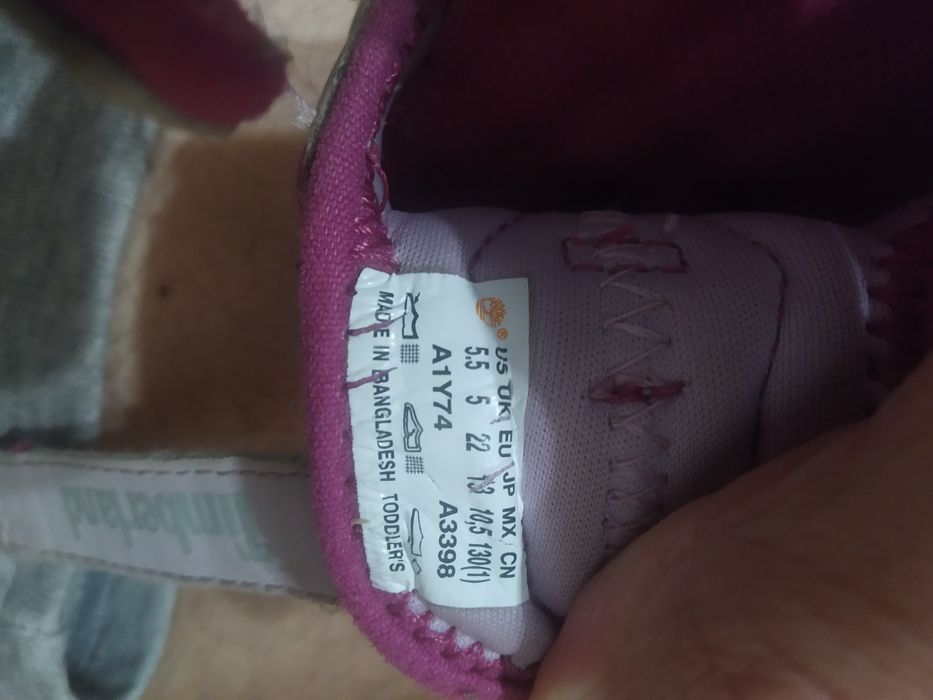 ® US UK EU JP MX CN
5.5 5 22 13 10,5 130(1)
A1Y74 A3398
MADE IN BANGLADESH TODDLER'S
Timberland